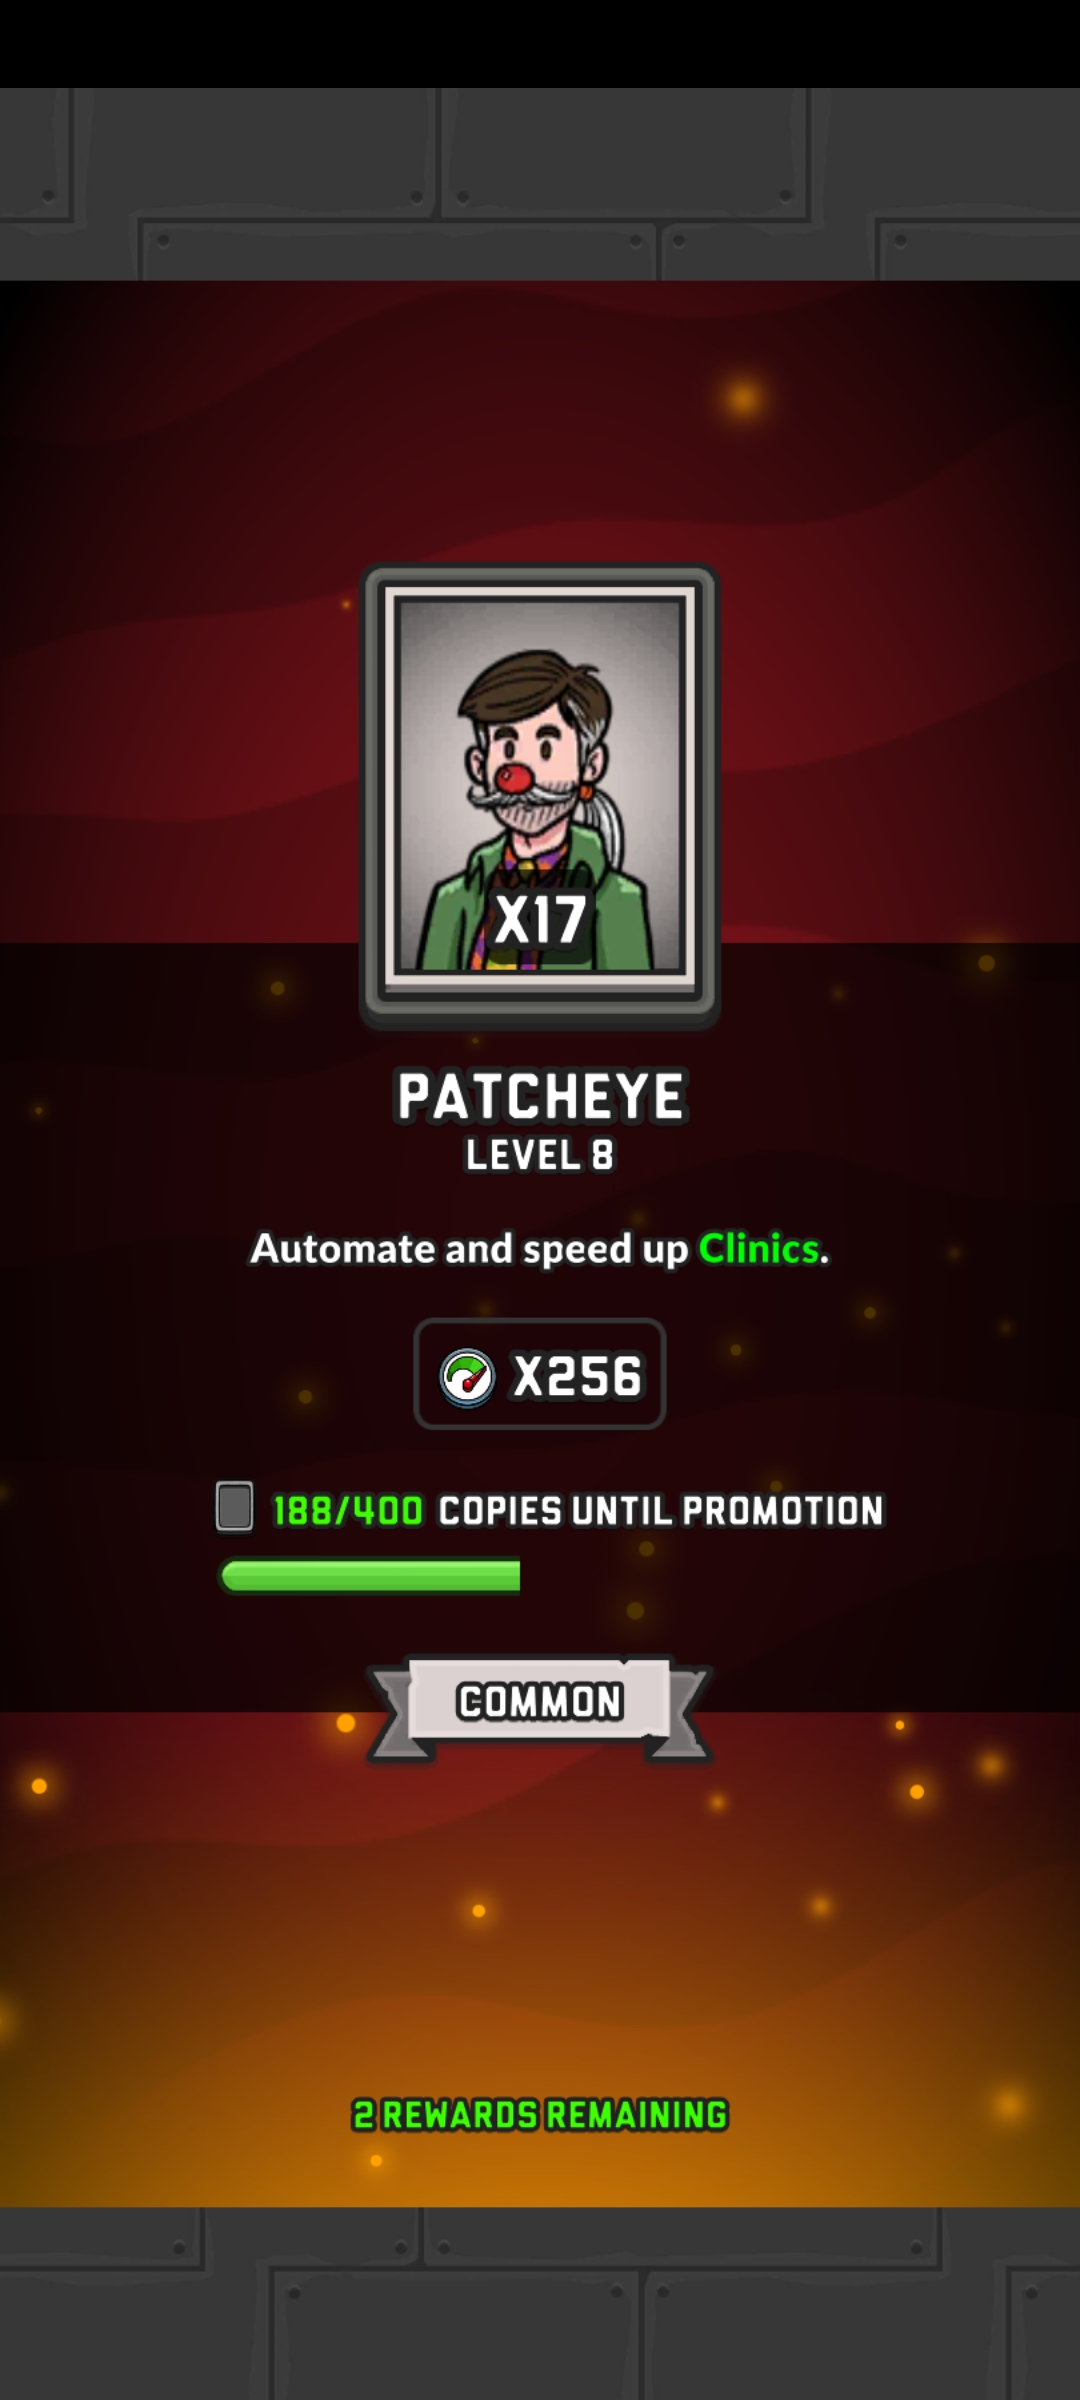 X17
PATCHEYE
LEVEL 8
Automate and speed up Clinics.
X256
188/400 COPIES UNTIL PROMOTION
COMMON
2 REWARDS REMAINING